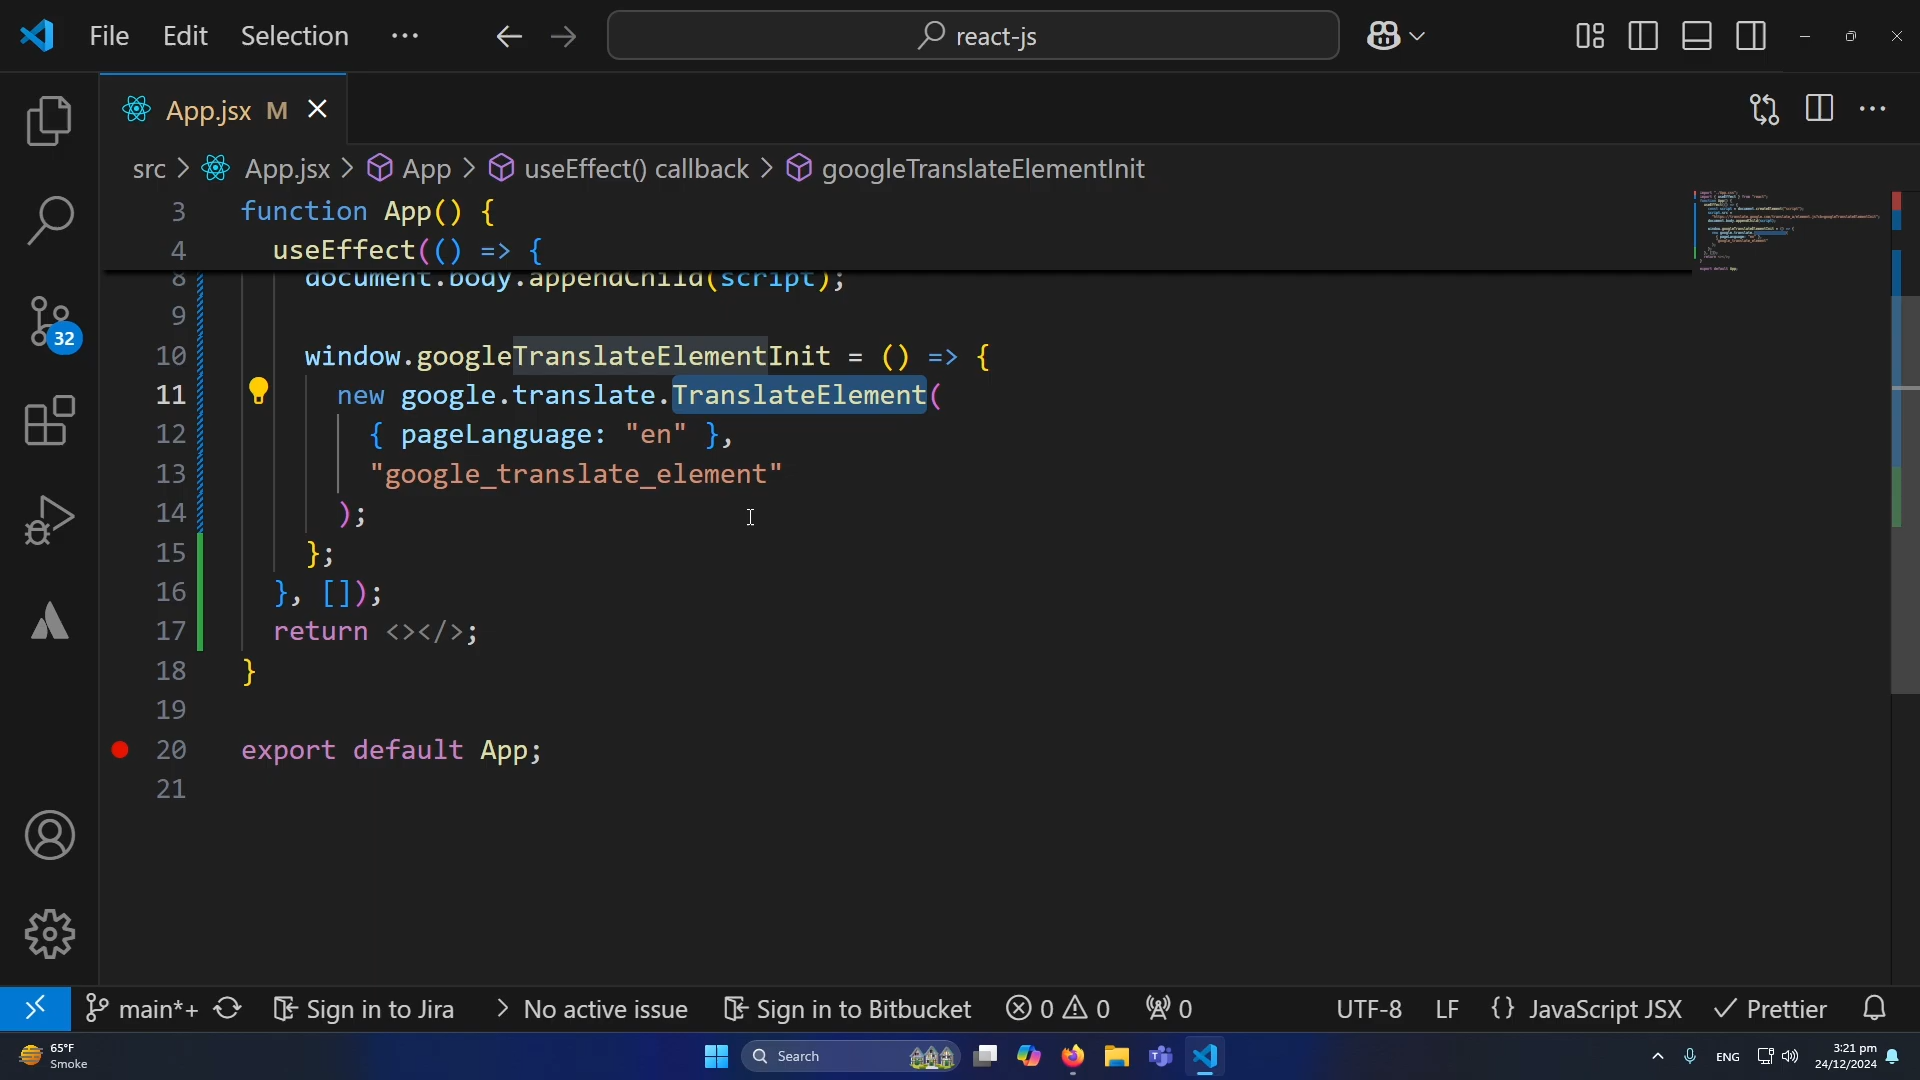 File Edit Selection ··· react-js
App.jsx M
src > App.jsx > App > useEffect() callback > googleTranslateElementInit
3 function App() {
4 useEffect(() => {
8 document.body.appendChild(script);
9
10 window.googleTranslateElementInit = () => {
11 new google.translate.TranslateElement(
12 { pageLanguage: "en" },
13 "google_translate_element"
14 );
15 };
16 }, []);
17 return <></>;
18 }
19
20 export default App;
21
32
main*+ Sign in to Jira > No active issue Sign in to Bitbucket 0 0 0 UTF-8 LF {} JavaScript JSX Prettier
65°F
Smoke
Search
ENG
3:21 pm
24/12/2024